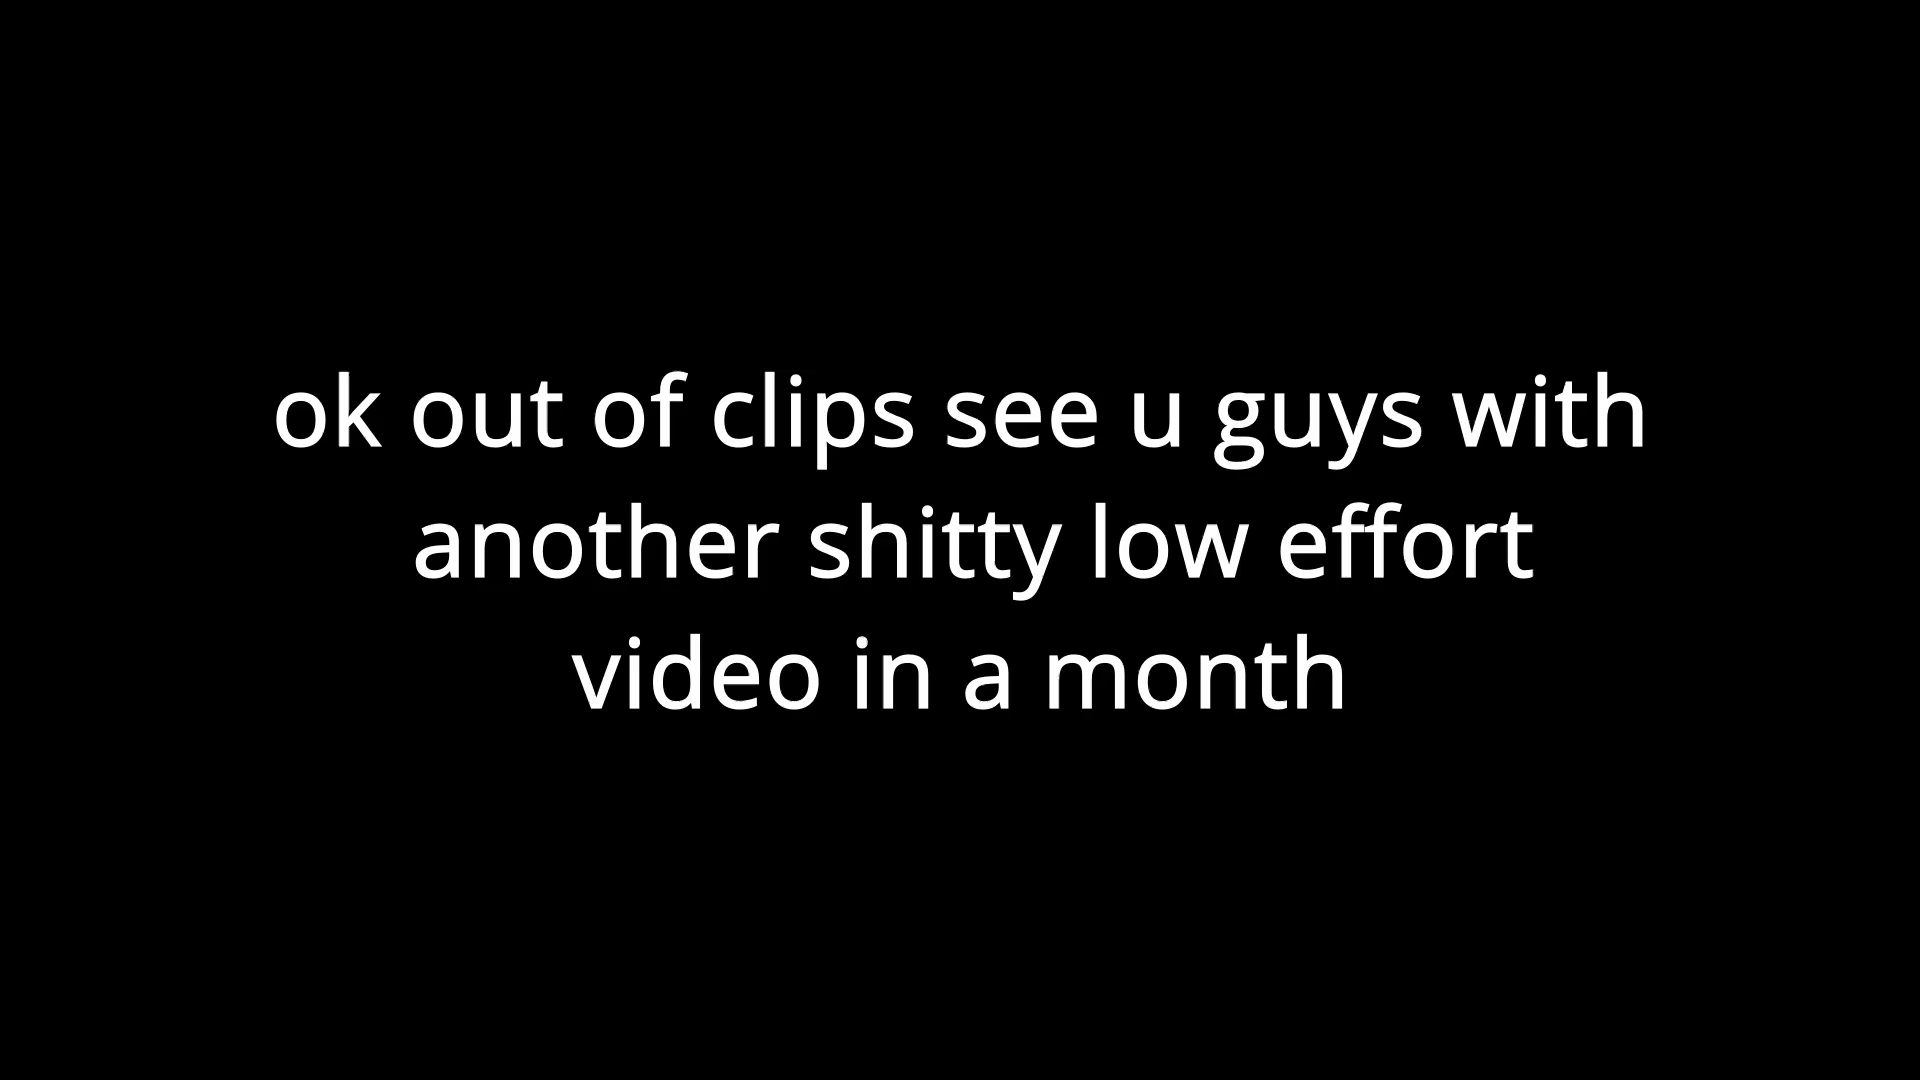 ok out of clips see u guys with
another shitty low effort
video in a month